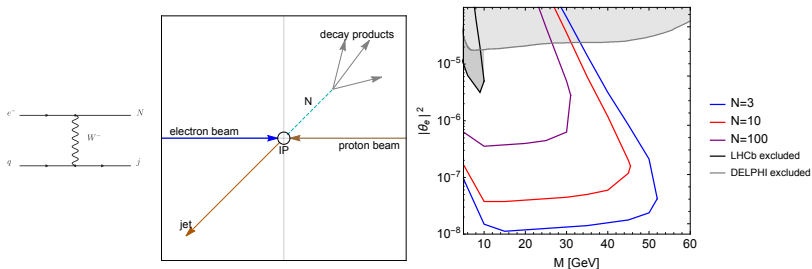 e⁻
N
W⁻
q
j
decay products
N
electron beam
IP
proton beam
jet
|θₑ|²
10⁻⁵
10⁻⁶
10⁻⁷
10⁻⁸
10 20 30 40 50 60
M [GeV]
N=3
N=10
N=100
LHCb excluded
DELPHI excluded